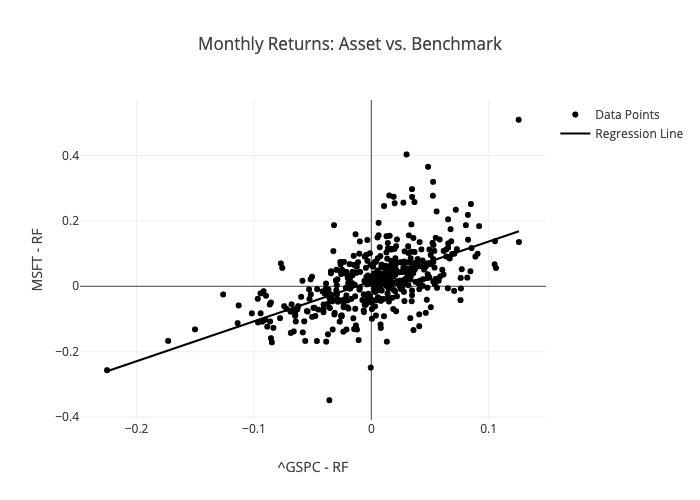 Monthly Returns: Asset vs. Benchmark
Data Points
Regression Line
0.4
0.2
0
−0.2
−0.4
MSFT - RF
−0.2
−0.1
0
0.1
^GSPC - RF